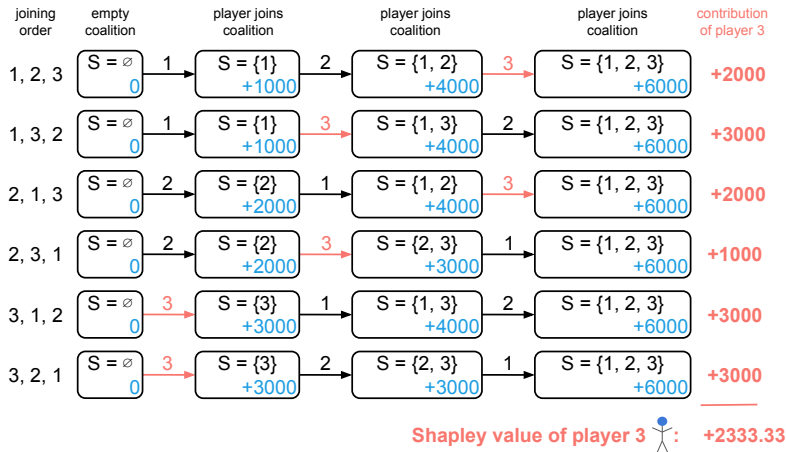 joining order
empty coalition
player joins coalition
player joins coalition
player joins coalition
contribution of player 3
1, 2, 3
S = ∅
0
1
S = {1}
+1000
2
S = {1, 2}
+4000
3
S = {1, 2, 3}
+6000
+2000
1, 3, 2
S = ∅
0
1
S = {1}
+1000
3
S = {1, 3}
+4000
2
S = {1, 2, 3}
+6000
+3000
2, 1, 3
S = ∅
0
2
S = {2}
+2000
1
S = {1, 2}
+4000
3
S = {1, 2, 3}
+6000
+2000
2, 3, 1
S = ∅
0
2
S = {2}
+2000
3
S = {2, 3}
+3000
1
S = {1, 2, 3}
+6000
+1000
3, 1, 2
S = ∅
0
3
S = {3}
+3000
1
S = {1, 3}
+4000
2
S = {1, 2, 3}
+6000
+3000
3, 2, 1
S = ∅
0
3
S = {3}
+3000
2
S = {2, 3}
+3000
1
S = {1, 2, 3}
+6000
+3000
Shapley value of player 3 : +2333.33